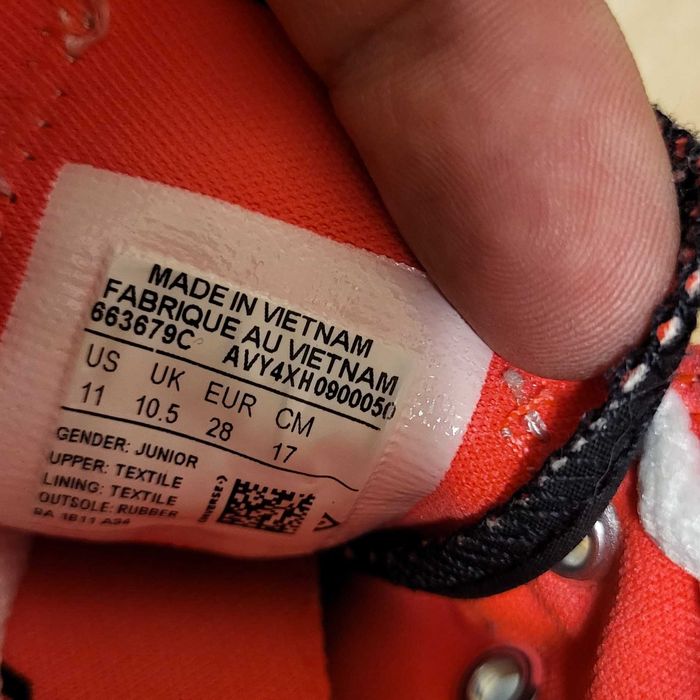 MADE IN VIETNAM
FABRIQUE AU VIETNAM
663679C AVY4XH090005
US UK EUR CM
11 10.5 28 17
GENDER: JUNIOR
UPPER: TEXTILE
LINING: TEXTILE
OUTSOLE: RUBBER